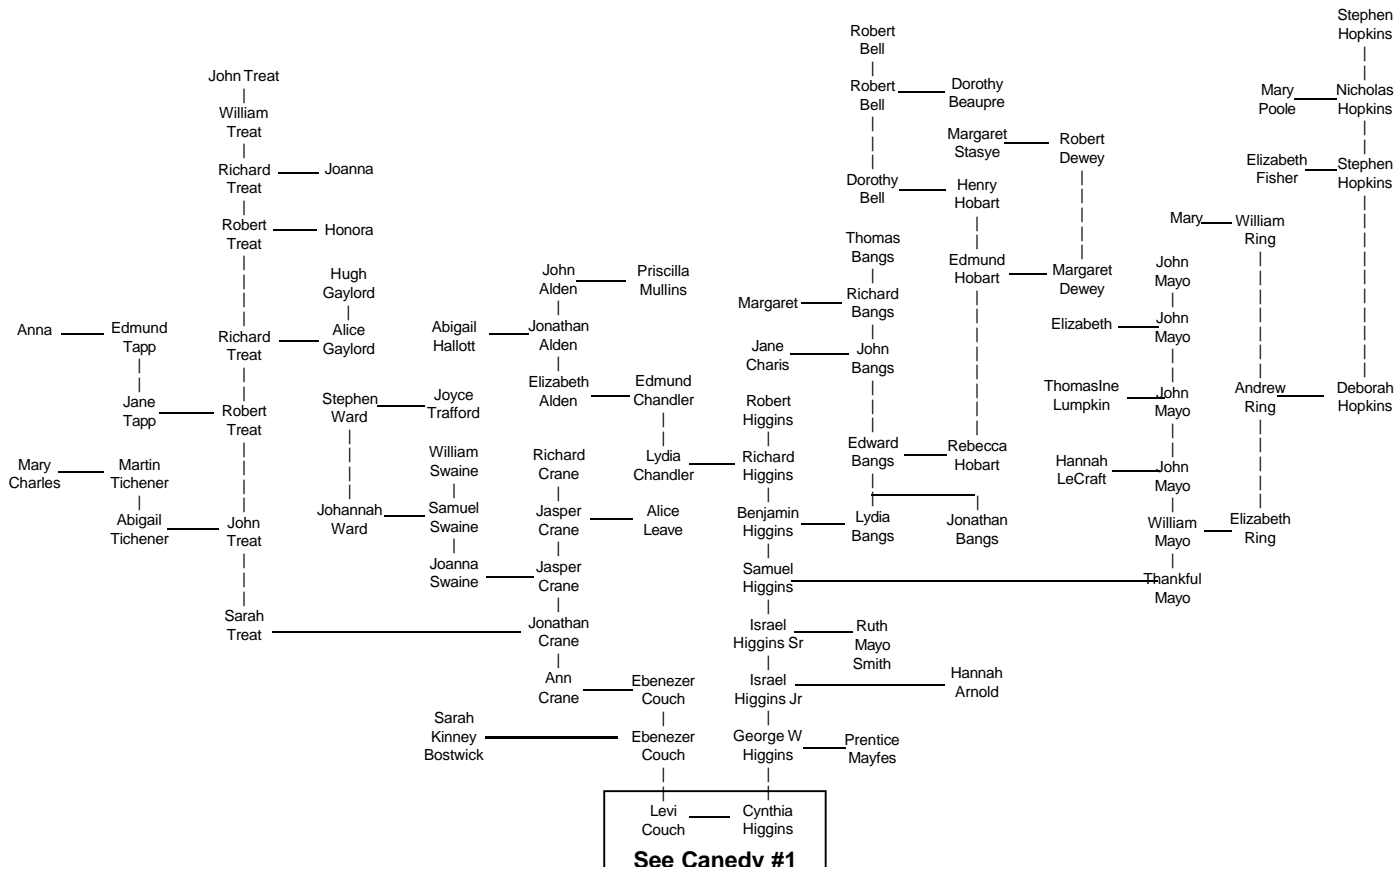 Stephen
Hopkins
Robert
Bell
John Treat
Robert
Bell
Dorothy
Beaupre
Mary
Poole
Nicholas
Hopkins
William
Treat
Margaret
Stasye
Robert
Dewey
Richard
Treat
Joanna
Elizabeth
Fisher
Stephen
Hopkins
Dorothy
Bell
Henry
Hobart
Robert
Treat
Honora
Mary
William
Ring
Thomas
Bangs
Hugh
Gaylord
John
Alden
Priscilla
Mullins
Edmund
Hobart
Margaret
Dewey
John
Mayo
Margaret
Richard
Bangs
Anna
Edmund
Tapp
Richard
Treat
Alice
Gaylord
Abigail
Hallott
Jonathan
Alden
Elizabeth
John
Mayo
Jane
Charis
John
Bangs
Jane
Tapp
Robert
Treat
Stephen
Ward
Joyce
Trafford
Elizabeth
Alden
Edmund
Chandler
Robert
Higgins
ThomasIne
Lumpkin
John
Mayo
Andrew
Ring
Deborah
Hopkins
Mary
Charles
Martin
Tichener
William
Swaine
Richard
Crane
Lydia
Chandler
Richard
Higgins
Edward
Bangs
Rebecca
Hobart
Hannah
LeCraft
John
Mayo
Abigail
Tichener
John
Treat
Johannah
Ward
Samuel
Swaine
Jasper
Crane
Alice
Leave
Benjamin
Higgins
Lydia
Bangs
Jonathan
Bangs
William
Mayo
Elizabeth
Ring
Joanna
Swaine
Jasper
Crane
Samuel
Higgins
Thankful
Mayo
Sarah
Treat
Jonathan
Crane
Israel
Higgins Sr
Ruth
Mayo
Smith
Ann
Crane
Ebenezer
Couch
Israel
Higgins Jr
Hannah
Arnold
Sarah
Kinney
Bostwick
Ebenezer
Couch
George W
Higgins
Prentice
Mayfes
Levi
Couch
Cynthia
Higgins
See Canedy #1